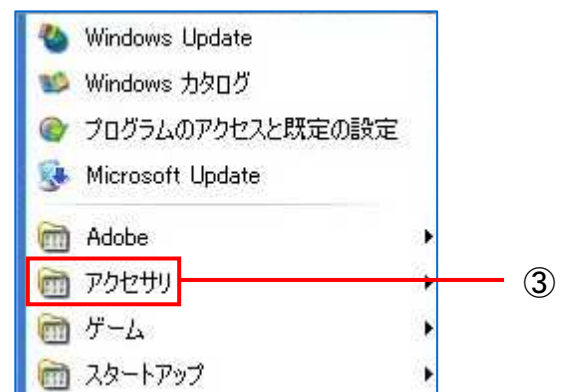 Windows Update
Windows カタログ
プログラムのアクセスと既定の設定
Microsoft Update
Adobe
アクセサリ
③
ゲーム
スタートアップ